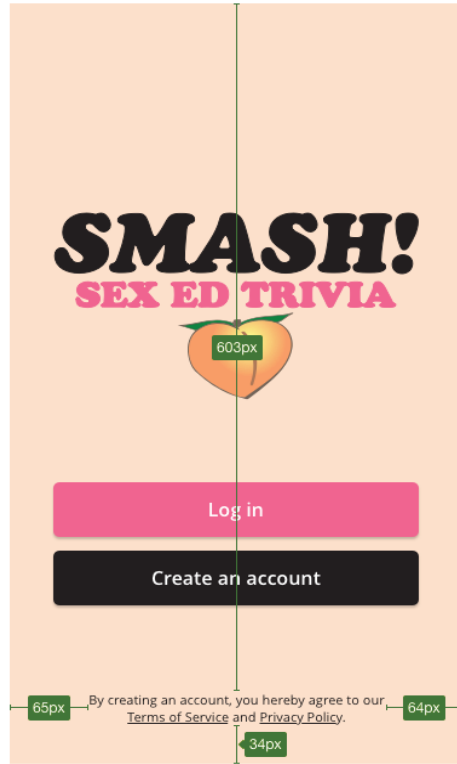 SMASH!
SEX ED TRIVIA
603px
Log in
Create an account
65px
By creating an account, you hereby agree to our
64px
Terms of Service and Privacy Policy.
34px